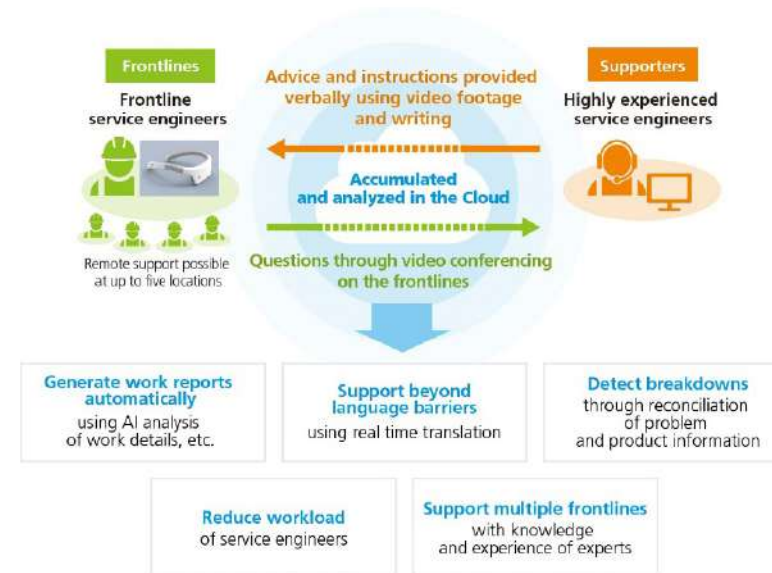 Frontlines
Frontline
service engineers
Remote support possible
at up to five locations
Advice and instructions provided
verbally using video footage
and writing
Accumulated
and analyzed in the Cloud
Questions through video conferencing
on the frontlines
Supporters
Highly experienced
service engineers
Generate work reports
automatically
using AI analysis
of work details, etc.
Support beyond
language barriers
using real time translation
Detect breakdowns
through reconciliation
of problem
and product information
Reduce workload
of service engineers
Support multiple frontlines
with knowledge
and experience of experts